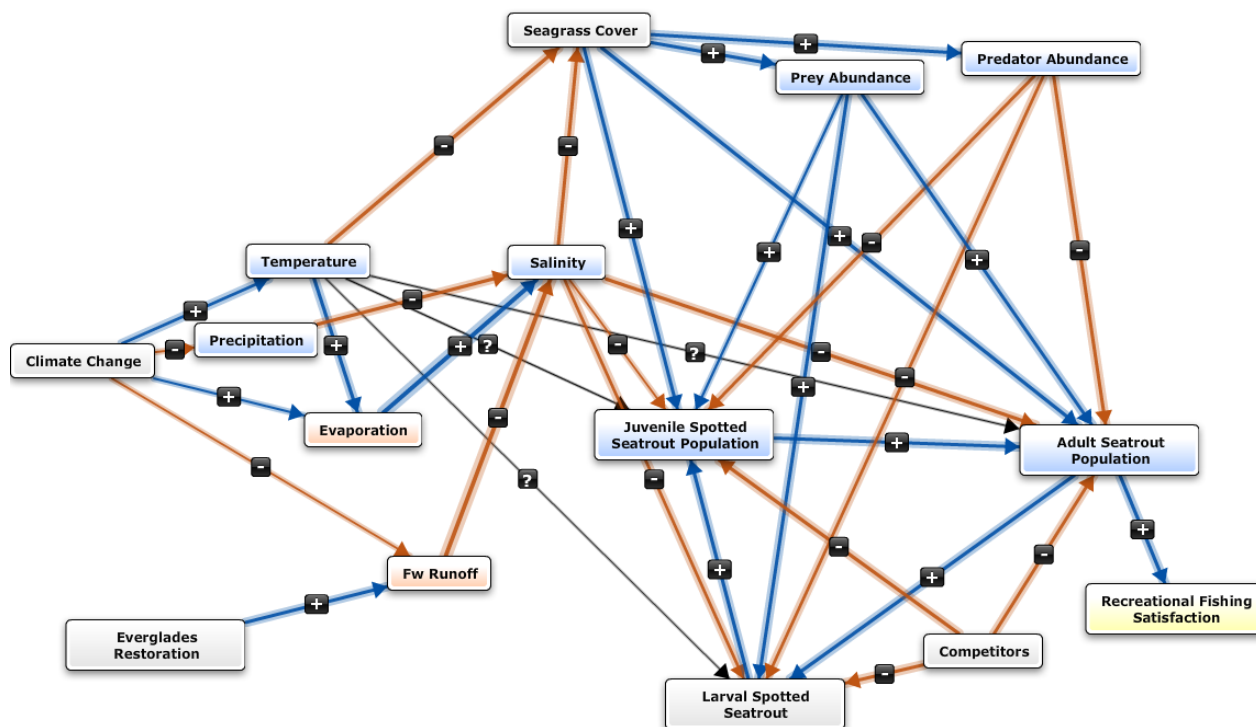 Seagrass Cover
+
+
Predator Abundance
Prey Abundance
-
-
+
-
+
-
+
Temperature
Salinity
+
-
Precipitation
+
+
?
-
?
-
Climate Change
-
+
-
+
-
-
Evaporation
Juvenile Spotted
Seatrout Population
+
Adult Seatrout
Population
-
?
-
+
-
-
+
+
Fw Runoff
+
Recreational Fishing
Satisfaction
Everglades
Restoration
Competitors
-
Larval Spotted
Seatrout